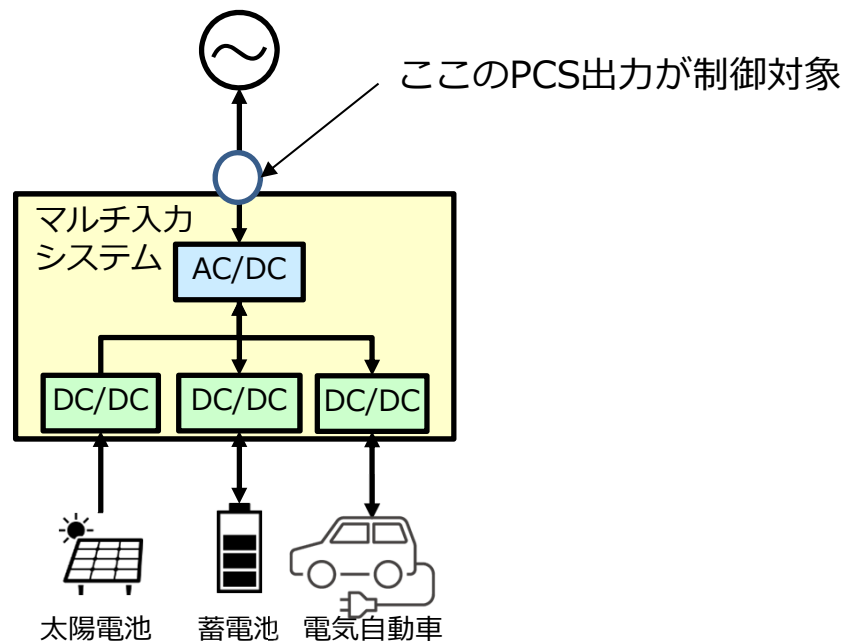 ここのPCS出力が制御対象
マルチ入力
システム
AC/DC
DC/DC
DC/DC
DC/DC
太陽電池
蓄電池
電気自動車